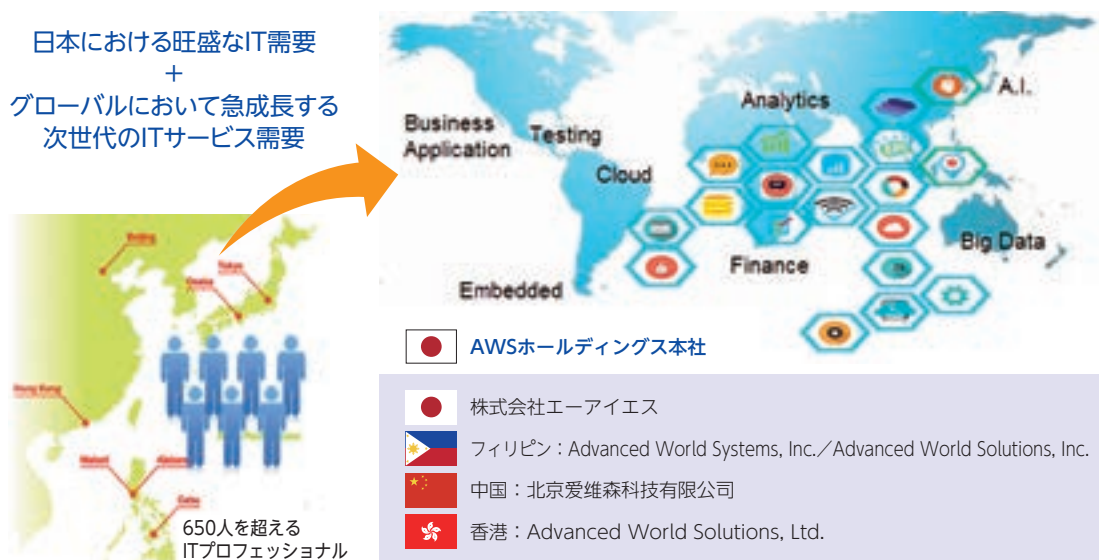 日本における旺盛なIT需要
+
グローバルにおいて急成長する
次世代のITサービス需要
Business
Application
Testing
Cloud
Analytics
A.I.
Big Data
Finance
Embedded
Beijing
Tokyo
Osaka
Hong Kong
Makati
Cebu
650人を超える
ITプロフェッショナル
AWSホールディングス本社
株式会社エーアイエス
フィリピン：Advanced World Systems, Inc.／Advanced World Solutions, Inc.
中国：北京爱维森科技有限公司
香港：Advanced World Solutions, Ltd.